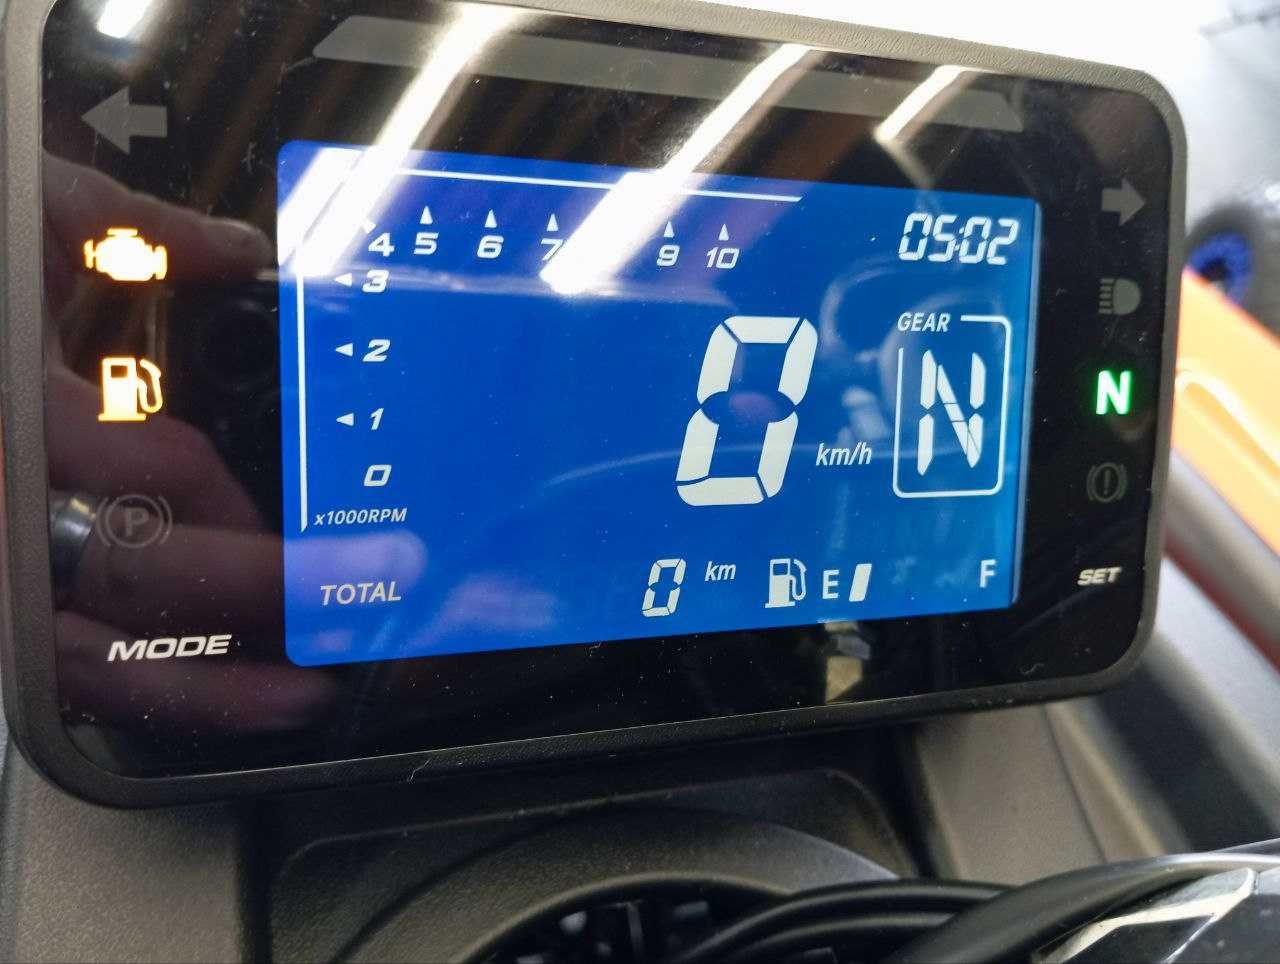 05:02
4 5 6 7 9 10
3
2
1
0
x1000RPM
GEAR
N
N
0 km/h
P
TOTAL
0 km
E F
MODE
SET